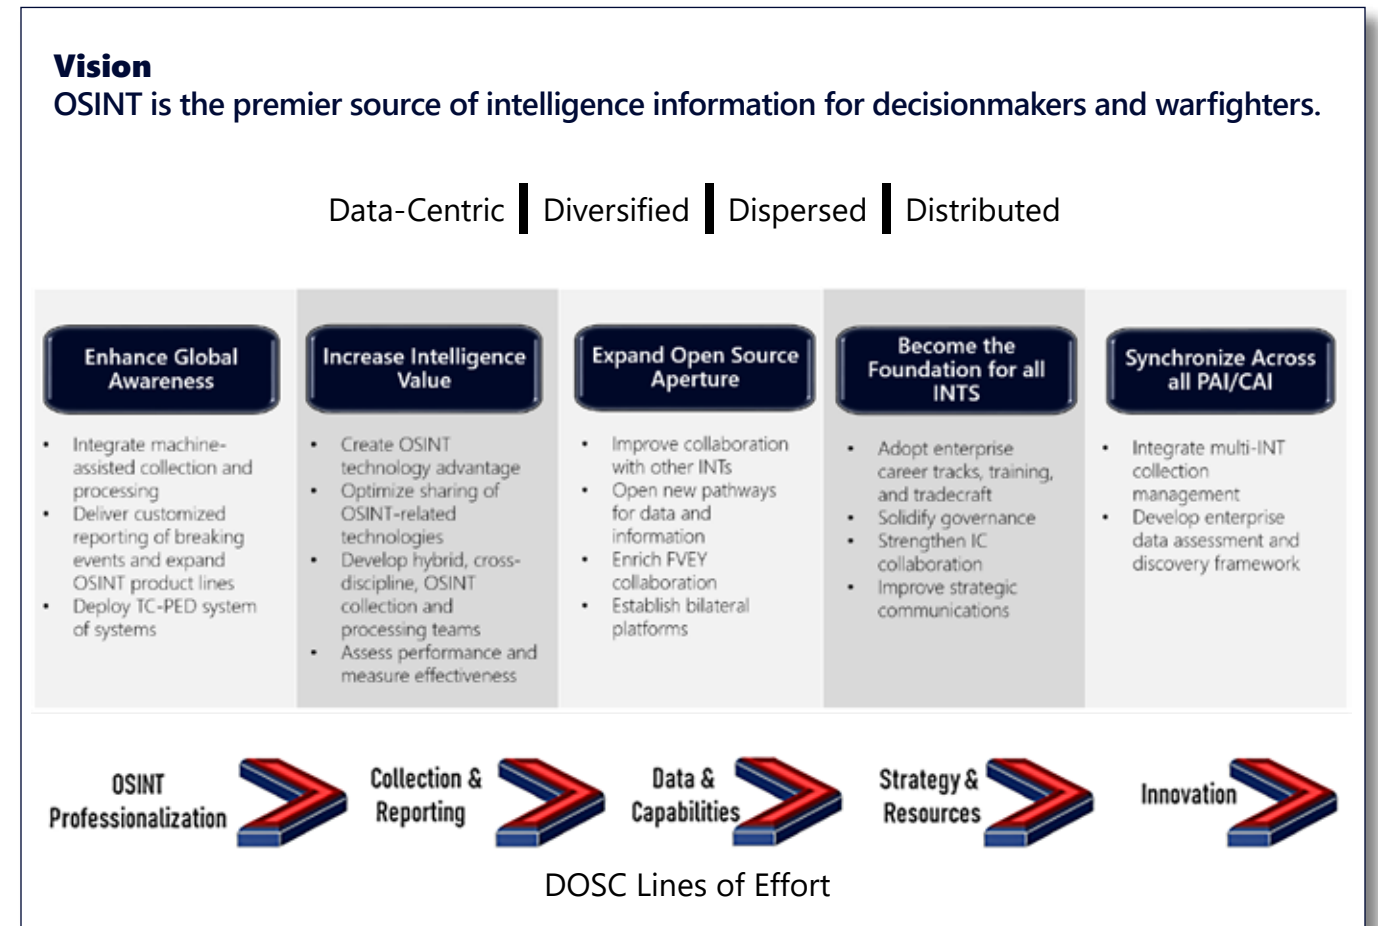 Vision
OSINT is the premier source of intelligence information for decisionmakers and warfighters.
Data-Centric | Diversified | Dispersed | Distributed
Enhance Global
Awareness
• Integrate machine-
assisted collection and
processing
• Deliver customized
reporting of breaking
events and expand
OSINT product lines
• Deploy TC-PED system
of systems
Increase Intelligence
Value
• Create OSINT
technology advantage
• Optimize sharing of
OSINT-related
technologies
• Develop hybrid, cross-
discipline, OSINT
collection and
processing teams
• Assess performance and
measure effectiveness
Expand Open Source
Aperture
• Improve collaboration
with other INTs
• Open new pathways
for data and
information
• Enrich FVEY
collaboration
• Establish bilateral
platforms
Become the
Foundation for all
INTS
• Adopt enterprise
career tracks, training,
and tradecraft
• Solidify governance
• Strengthen IC
collaboration
• Improve strategic
communications
Synchronize Across
all PAI/CAI
• Integrate multi-INT
collection
management
• Develop enterprise
data assessment and
discovery framework
OSINT
Professionalization
Collection &
Reporting
Data &
Capabilities
Strategy &
Resources
Innovation
DOSC Lines of Effort